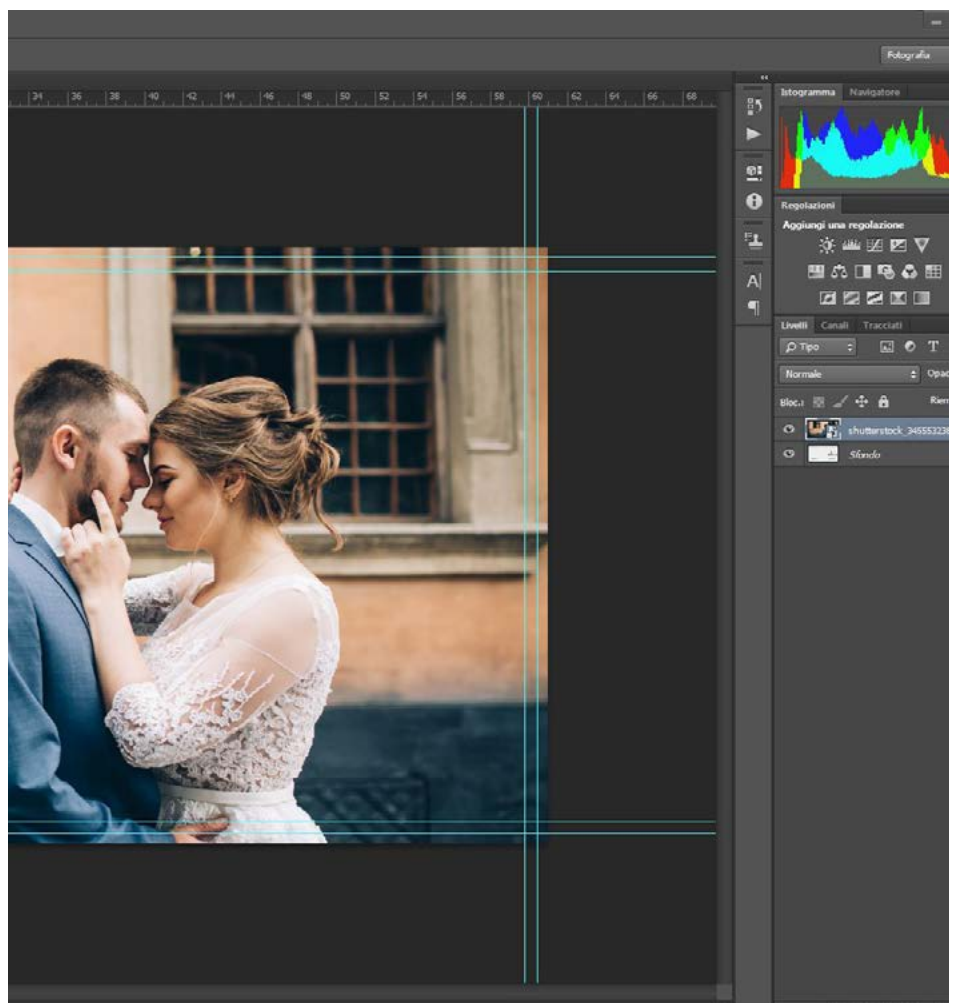 Fotografia
34 36 38 40 42 44 46 48 50 52 54 56 58 60 62 64 66 68
Istogramma Navigatore
Regolazioni
Aggiungi una regolazione
Livelli Canali Tracciati
Tipo T
Normale Opac
Bloc.: Riem
shutterstock_34555323
Sfondo
A